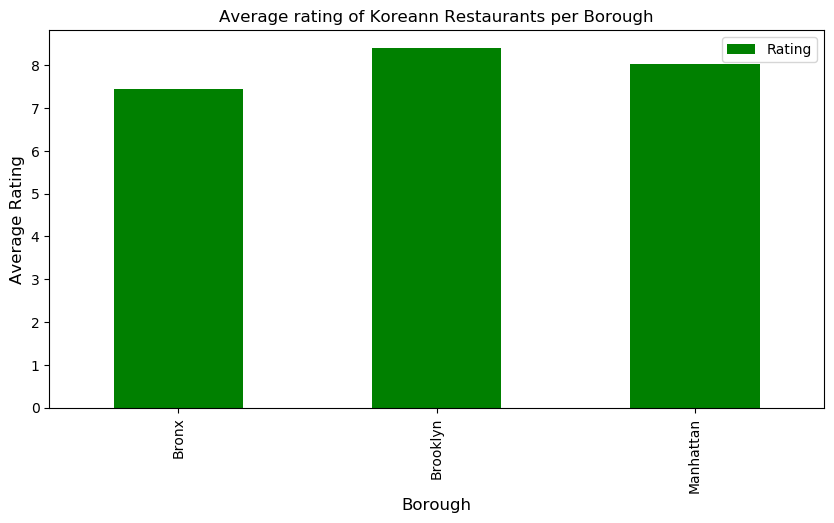 Average rating of Koreann Restaurants per Borough
Rating
8
7
6
5
4
3
2
1
0
Average Rating
Bronx
Brooklyn
Manhattan
Borough